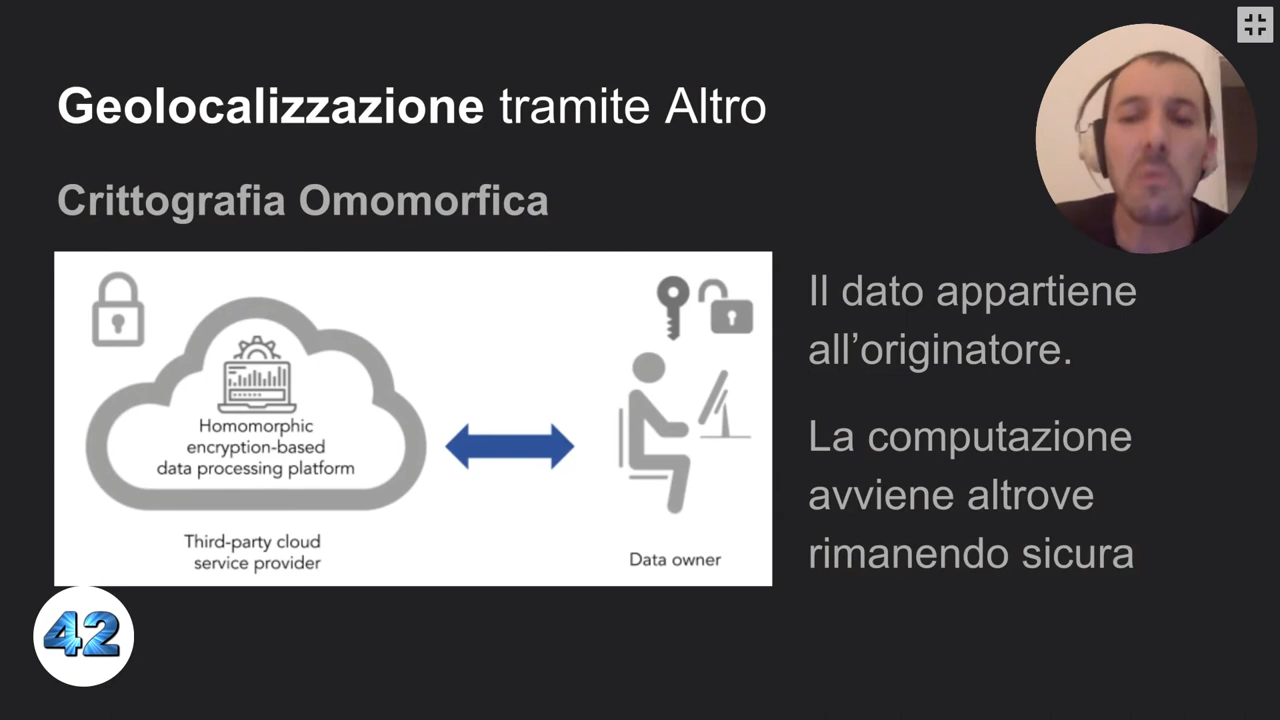 Geolocalizzazione tramite Altro
Crittografia Omomorfica
Homomorphic
encryption-based
data processing platform
Third-party cloud
service provider
Data owner
Il dato appartiene
all’originatore.
La computazione
avviene altrove
rimanendo sicura
42